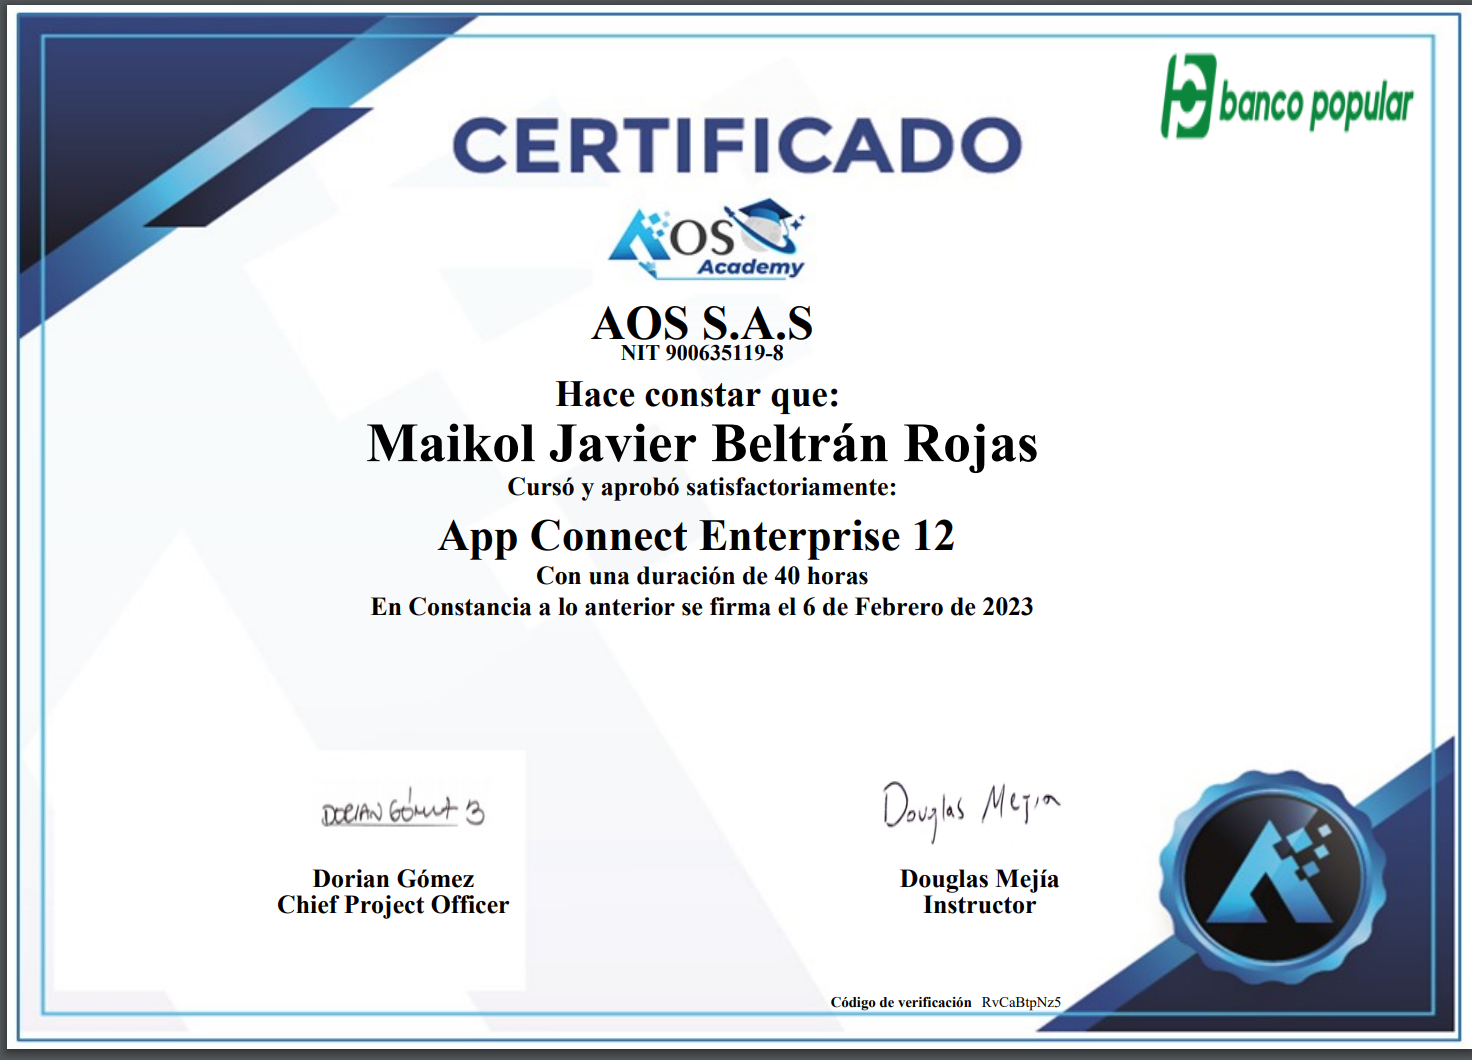 banco popular
CERTIFICADO
AOS
Academy
AOS S.A.S
NIT 900635119-8
Hace constar que:
Maikol Javier Beltrán Rojas
Cursó y aprobó satisfactoriamente:
App Connect Enterprise 12
Con una duración de 40 horas
En Constancia a lo anterior se firma el 6 de Febrero de 2023
DORIAN GÓMEZ B
Douglas Mejía
Dorian Gómez
Chief Project Officer
Douglas Mejía
Instructor
Código de verificación RvCaBtpNz5